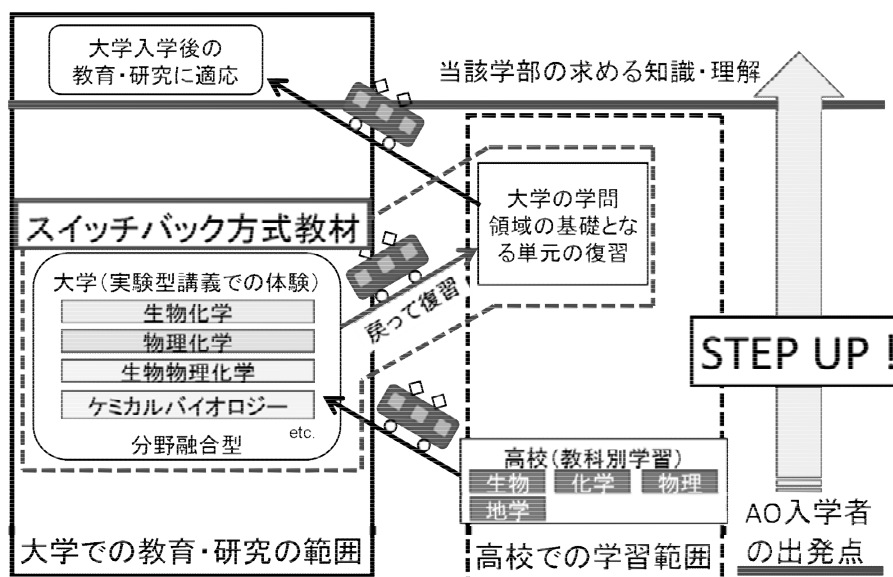 大学入学後の
教育・研究に適応
当該学部の求める知識・理解
大学の学問
領域の基礎とな
る単元の復習
スイッチバック方式教材
大学(実験型講義での体験)
生物化学
物理化学
生物物理化学
ケミカルバイオロジー
etc.
分野融合型
戻って復習
STEP UP !
高校(教科別学習)
生物 化学 物理
地学
大学での教育・研究の範囲
高校での学習範囲
AO入学者
の出発点